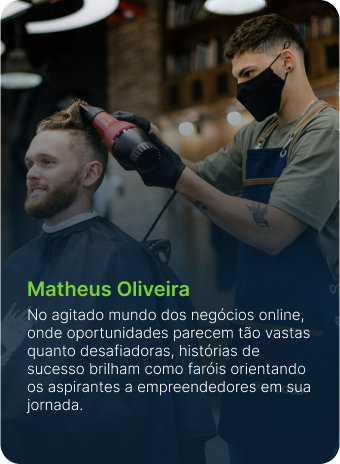 Matheus Oliveira
No agitado mundo dos negócios online,
onde oportunidades parecem tão vastas
quanto desafiadoras, histórias de
sucesso brilham como faróis orientando
os aspirantes a empreendedores em sua
jornada.